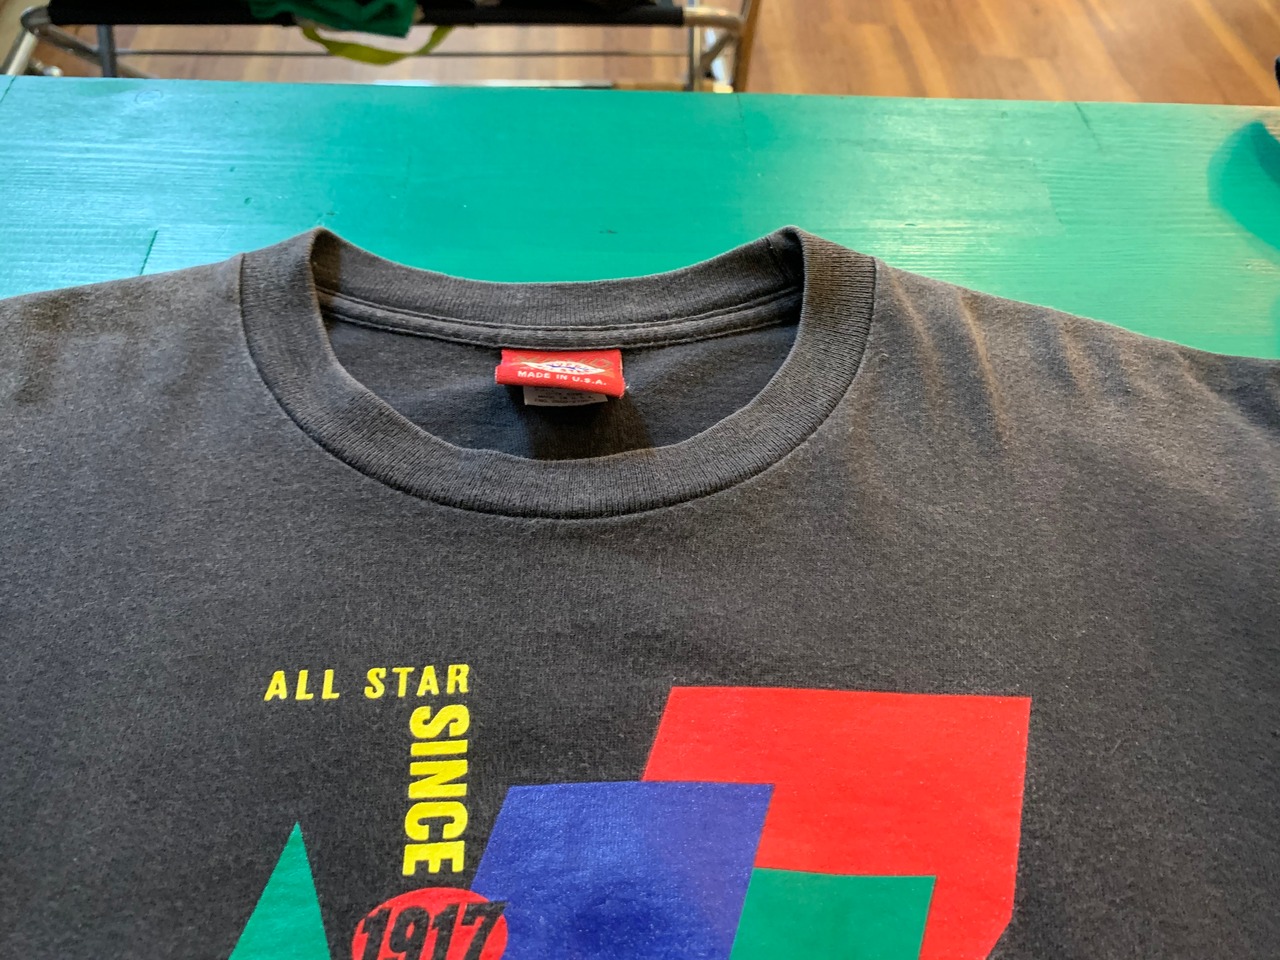 MADE IN U.S.A.
ALL STAR
SINCE
1917